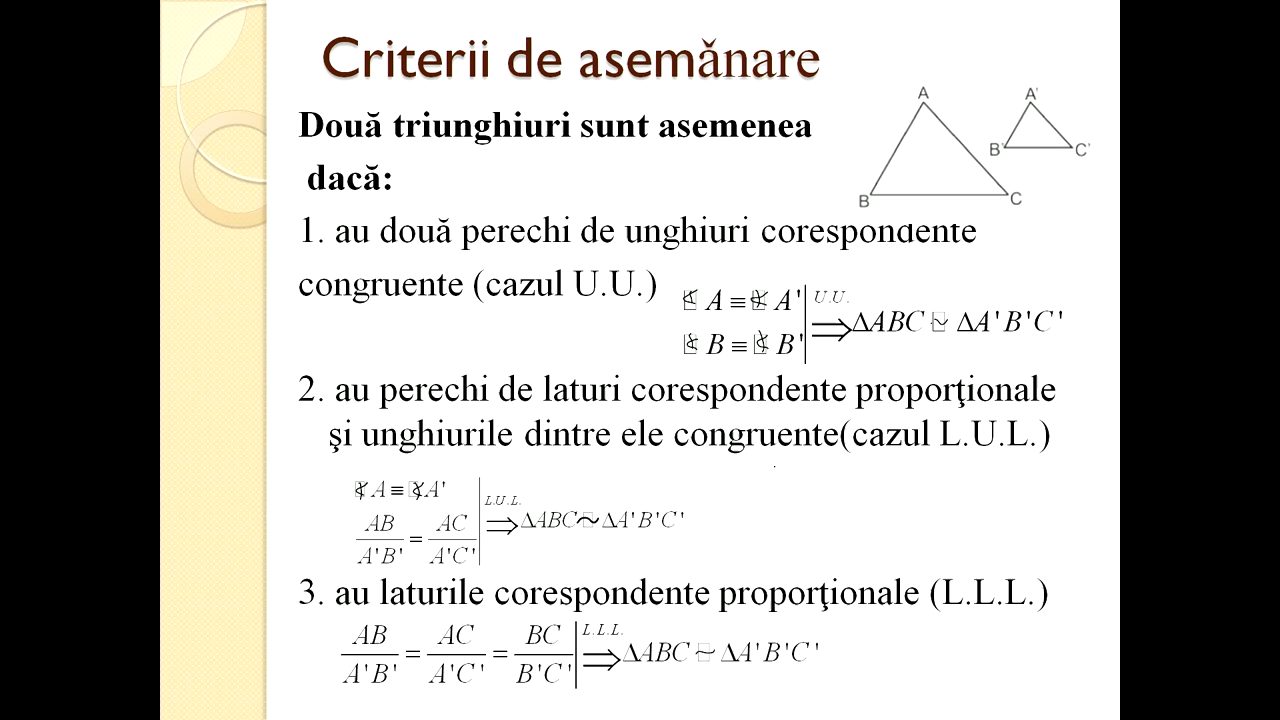 Criterii de asemănare
A
A'
B'
C'
B
C
Două triunghiuri sunt asemenea
dacă:
1. au două perechi de unghiuri corespondente
congruente (cazul U.U.)
∢ A ≡ ∢ A' | U.U.
∢ B ≡ ∢ B' | ⇒ ΔABC ~ ΔA'B'C'
2. au perechi de laturi corespondente proporţionale
şi unghiurile dintre ele congruente(cazul L.U.L.)
∢ A ≡ ∢ A' | L.U.L.
AB/A'B' = AC/A'C' | ⇒ ΔABC ~ ΔA'B'C'
3. au laturile corespondente proporţionale (L.L.L.)
AB/A'B' = AC/A'C' = BC/B'C' | L.L.L. ⇒ ΔABC ~ ΔA'B'C'